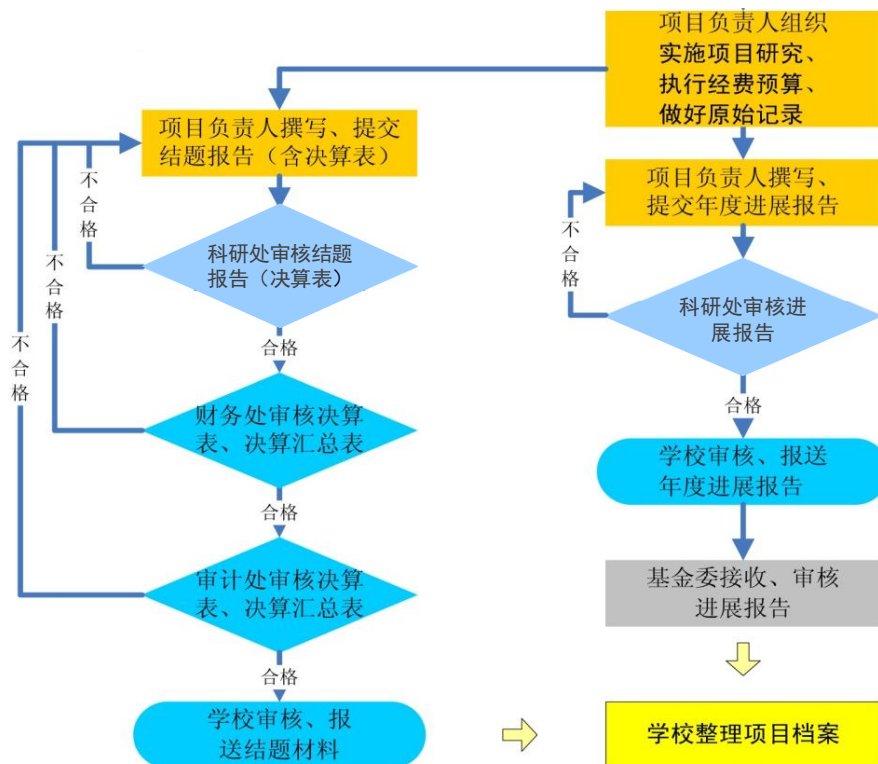 项目负责人组织
实施项目研究、
执行经费预算、
做好原始记录
项目负责人撰写、提交
结题报告（含决算表）
项目负责人撰写、
提交年度进展报告
不合格
不合格
不合格
不合格
科研处审核结题
报告（决算表）
科研处审核进
展报告
合格
合格
财务处审核决算
表、决算汇总表
学校审核、报送
年度进展报告
合格
审计处审核决算
表、决算汇总表
基金委接收、审核
进展报告
合格
学校审核、报
送结题材料
学校整理项目档案